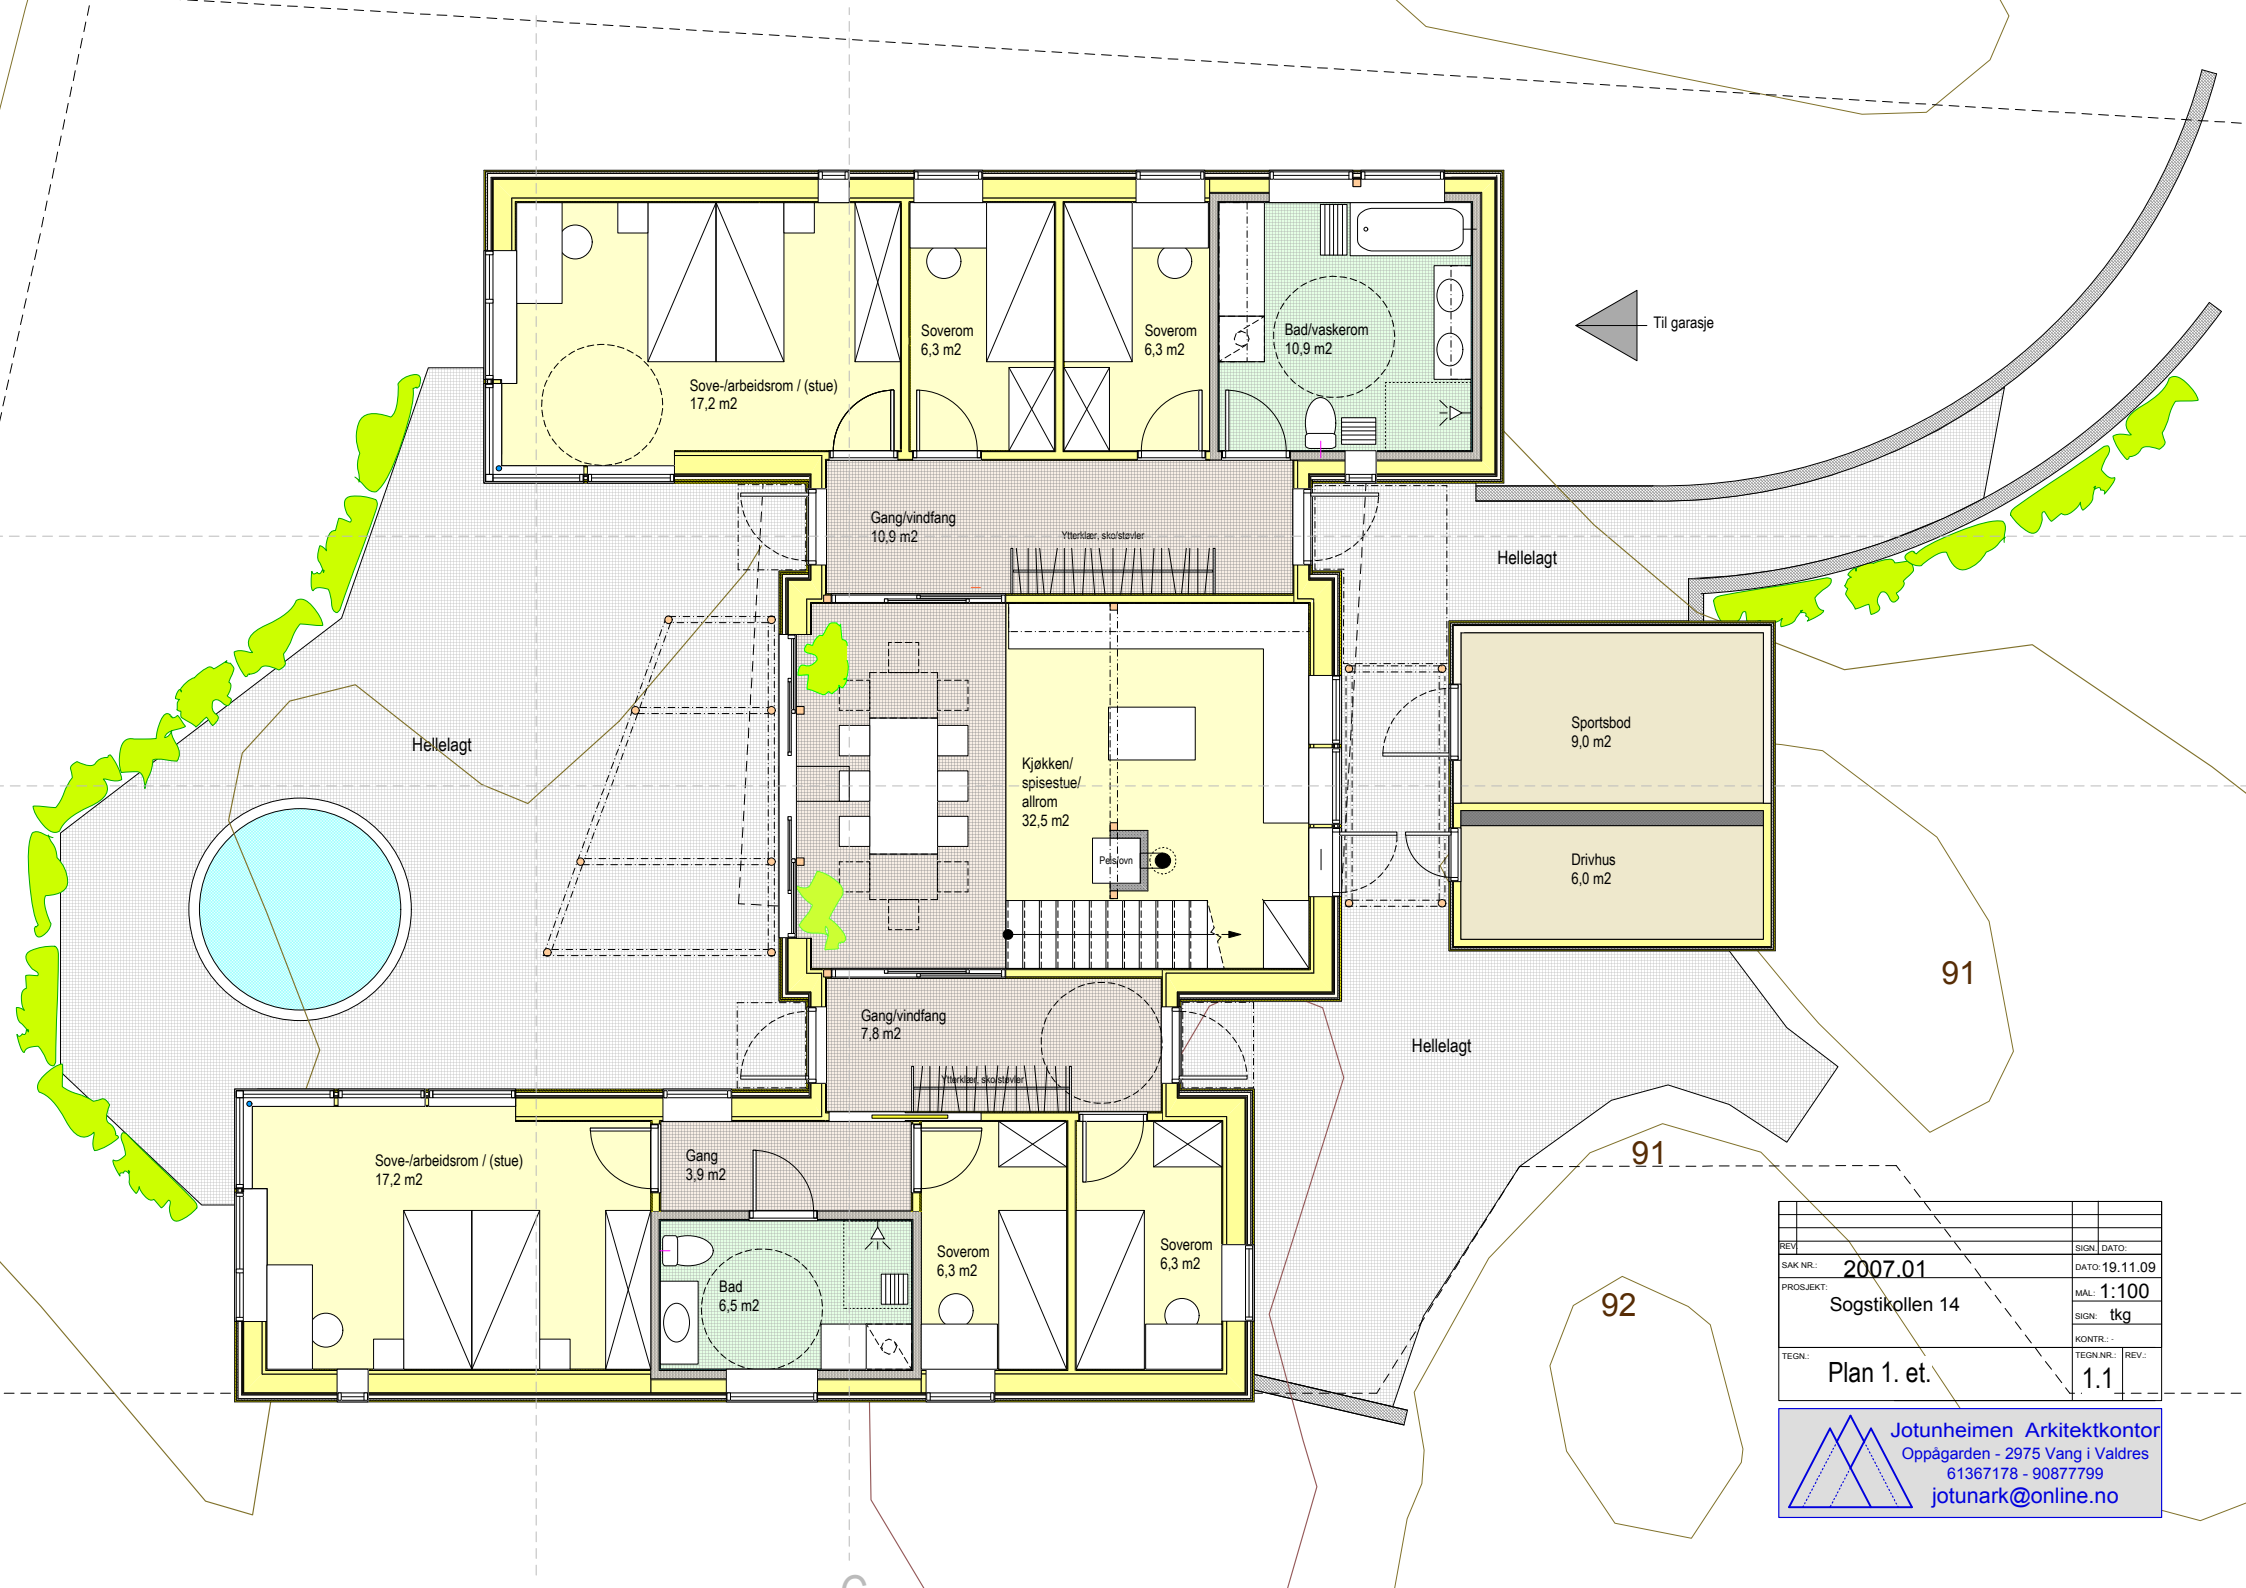 Til garasje
Soverom
6,3 m2
Soverom
6,3 m2
Bad/vaskerom
10,9 m2
Sove-/arbeidsrom / (stue)
17,2 m2
Gang/vindfang
10,9 m2
Ytterklær, sko/støvler
Hellelagt
Hellelagt
Kjøkken/
spisestue/
allrom
32,5 m2
Sportsbod
9,0 m2
Drivhus
6,0 m2
Peis/ovn
Gang/vindfang
7,8 m2
Ytterklær, sko/støvler
Hellelagt
91
91
92
Sove-/arbeidsrom / (stue)
17,2 m2
Gang
3,9 m2
Bad
6,5 m2
Soverom
6,3 m2
Soverom
6,3 m2
REV.
SIGN. DATO:
SAK NR.: 2007.01
DATO: 19.11.09
PROSJEKT:
Sogstikollen 14
MÅL: 1:100
SIGN: tkg
KONTR.: -
TEGN.:
Plan 1. et.
TEGN.NR.: REV.:
1.1
Jotunheimen Arkitektkontor
Oppågarden - 2975 Vang i Valdres
61367178 - 90877799
jotunark@online.no